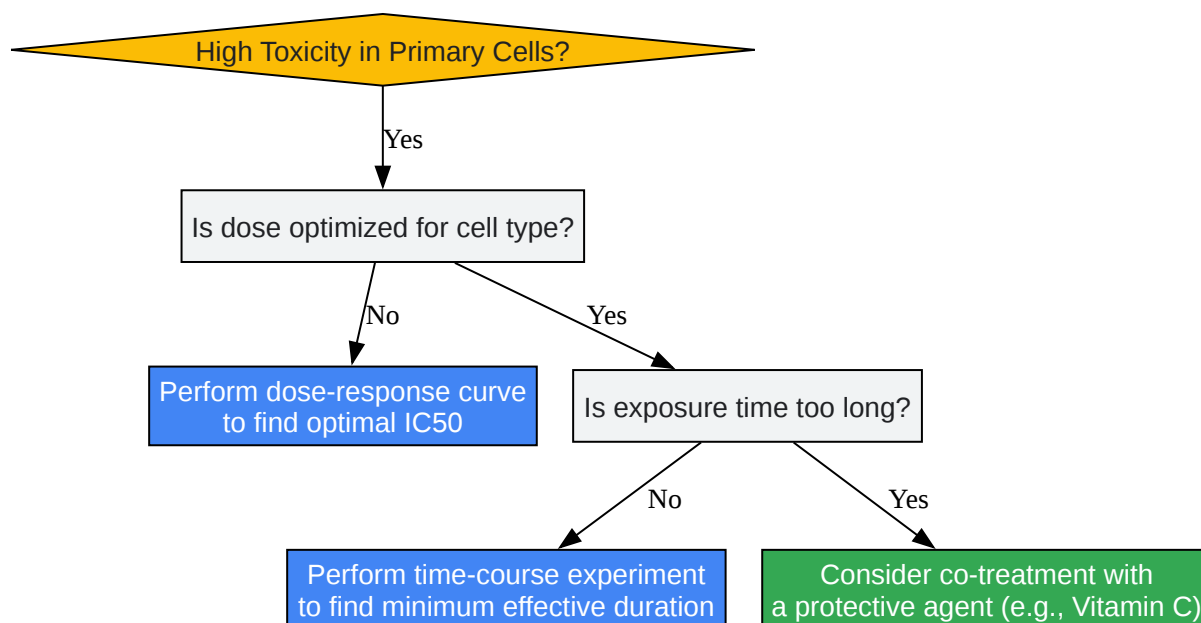 High Toxicity in Primary Cells?
Yes
Is dose optimized for cell type?
No
Yes
Perform dose-response curve
to find optimal IC50
Is exposure time too long?
No
Yes
Perform time-course experiment
to find minimum effective duration
Consider co-treatment with
a protective agent (e.g., Vitamin C)